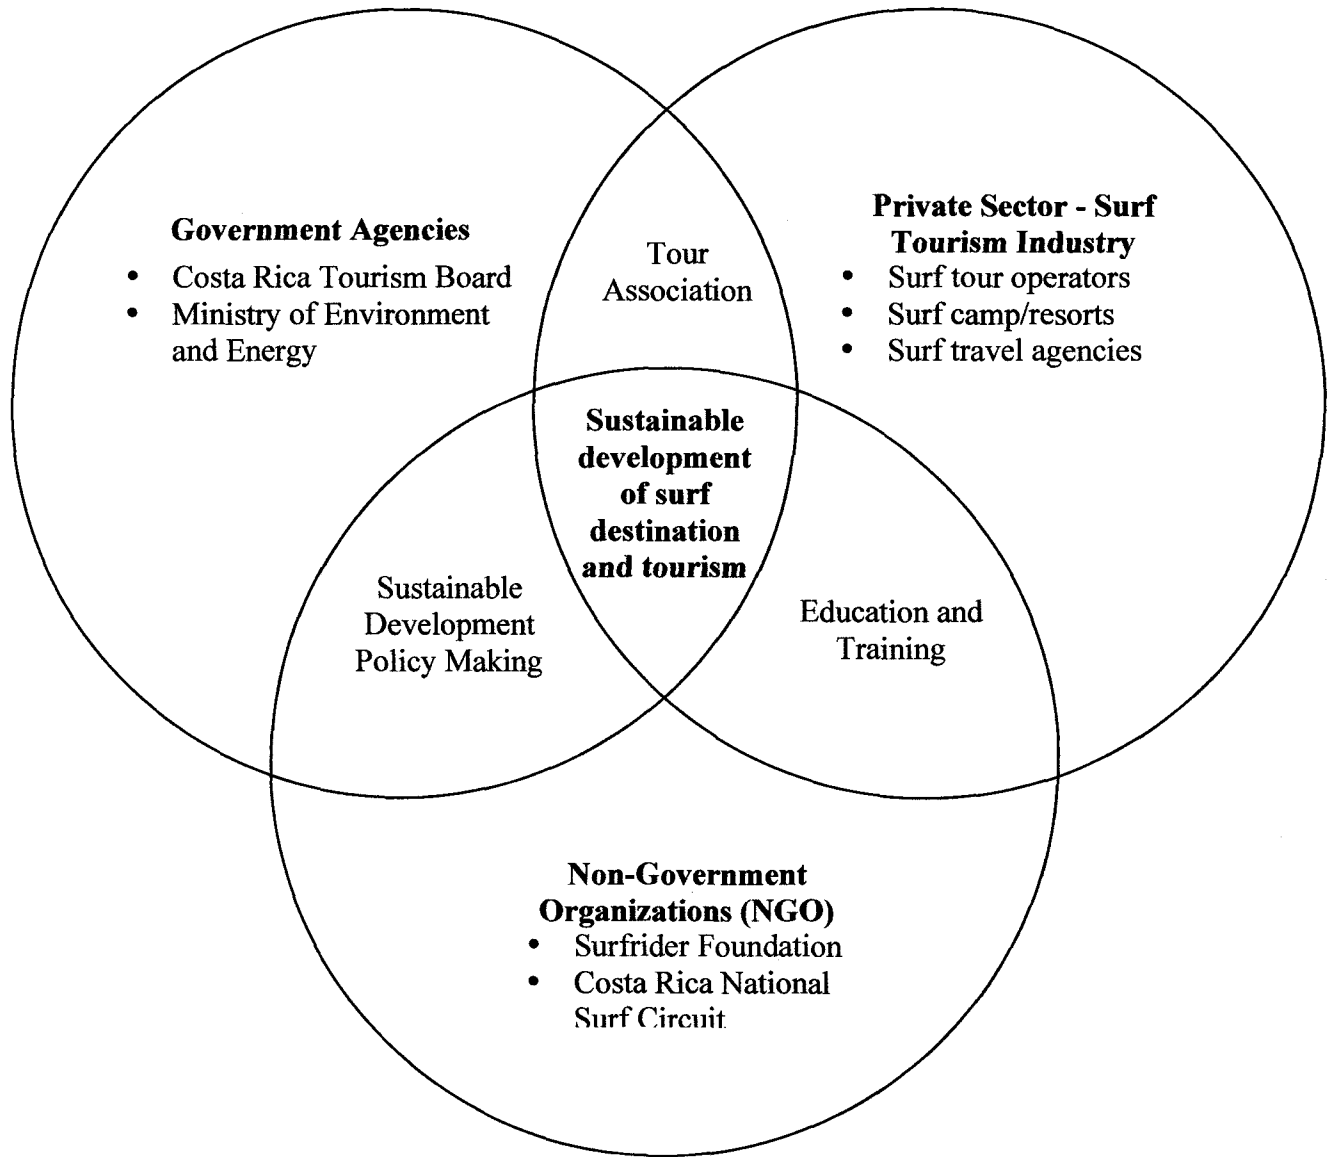 Government Agencies
• Costa Rica Tourism Board
• Ministry of Environment
and Energy
Tour
Association
Private Sector - Surf
Tourism Industry
• Surf tour operators
• Surf camp/resorts
• Surf travel agencies
Sustainable
development
of surf
destination
and tourism
Sustainable
Development
Policy Making
Education and
Training
Non-Government
Organizations (NGO)
• Surfrider Foundation
• Costa Rica National
Surf Circuit